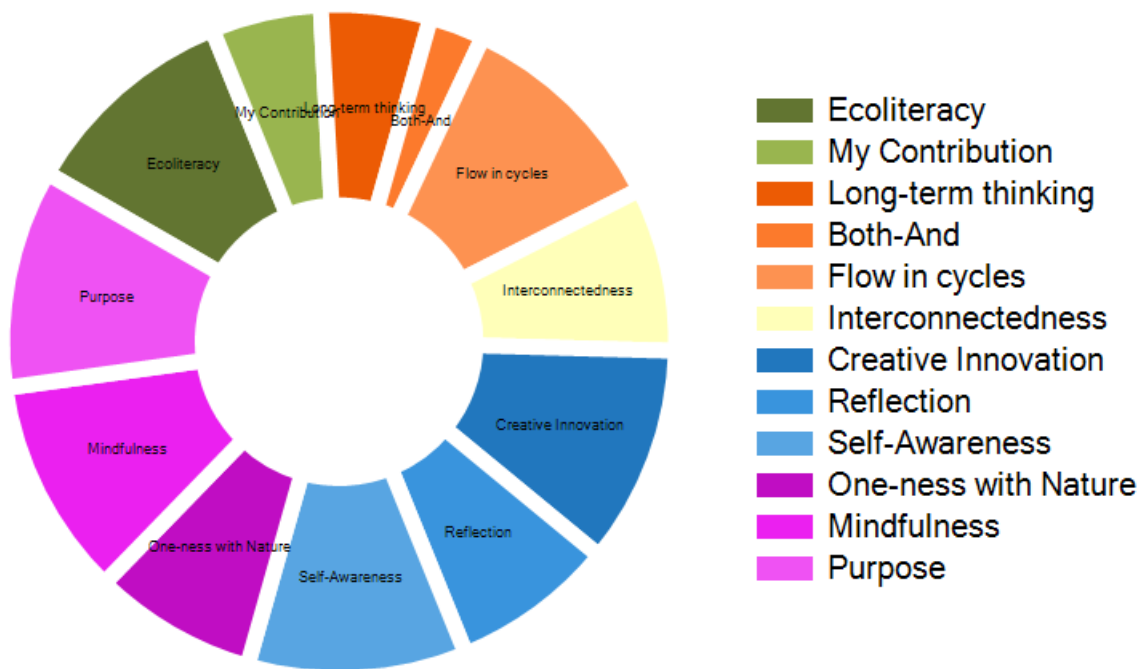 My Contribution
Long-term thinking
Both-And
Ecoliteracy
Flow in cycles
Purpose
Interconnectedness
Mindfulness
Creative Innovation
One-ness with Nature
Reflection
Self-Awareness
Ecoliteracy
My Contribution
Long-term thinking
Both-And
Flow in cycles
Interconnectedness
Creative Innovation
Reflection
Self-Awareness
One-ness with Nature
Mindfulness
Purpose